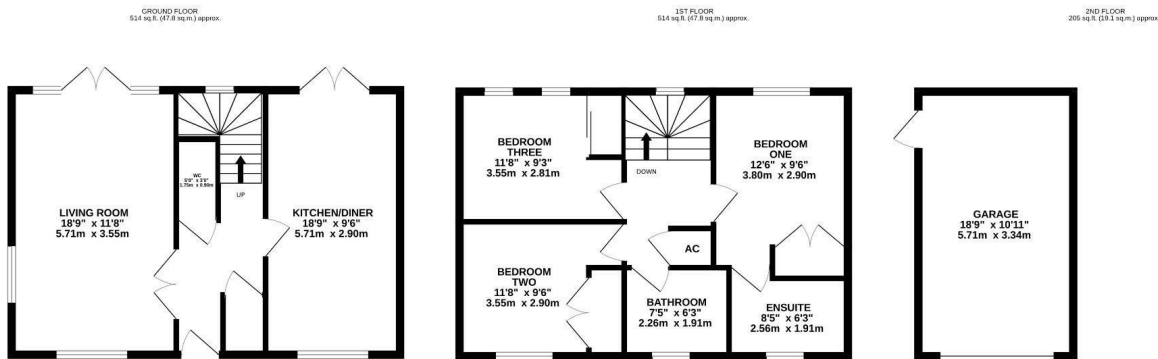 GROUND FLOOR
514 sq.ft. (47.8 sq.m.) approx.
1ST FLOOR
514 sq.ft. (47.8 sq.m.) approx.
2ND FLOOR
205 sq.ft. (19.1 sq.m.) approx
WC
1.75m x 0.90m
UP
LIVING ROOM
18'9" x 11'8"
5.71m x 3.55m
KITCHEN/DINER
18'9" x 9'6"
5.71m x 2.90m
BEDROOM
THREE
11'8" x 9'3"
3.55m x 2.81m
DOWN
BEDROOM
ONE
12'6" x 9'6"
3.80m x 2.90m
AC
BEDROOM
TWO
11'8" x 9'6"
3.55m x 2.90m
BATHROOM
7'5" x 6'3"
2.26m x 1.91m
ENSUITE
8'5" x 6'3"
2.56m x 1.91m
GARAGE
18'9" x 10'11"
5.71m x 3.34m